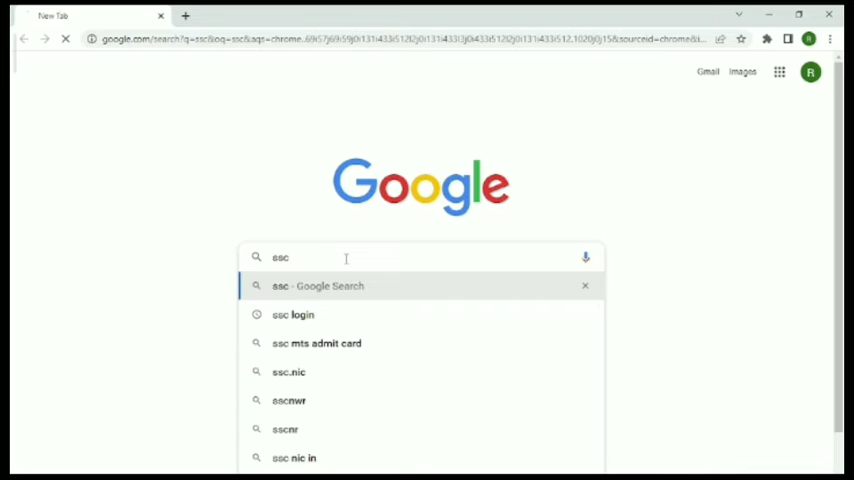 New Tab
Gmail Images
R
Google
ssc
ssc - Google Search
ssc login
ssc mts admit card
ssc.nic
sscnwr
sscnr
ssc nic in